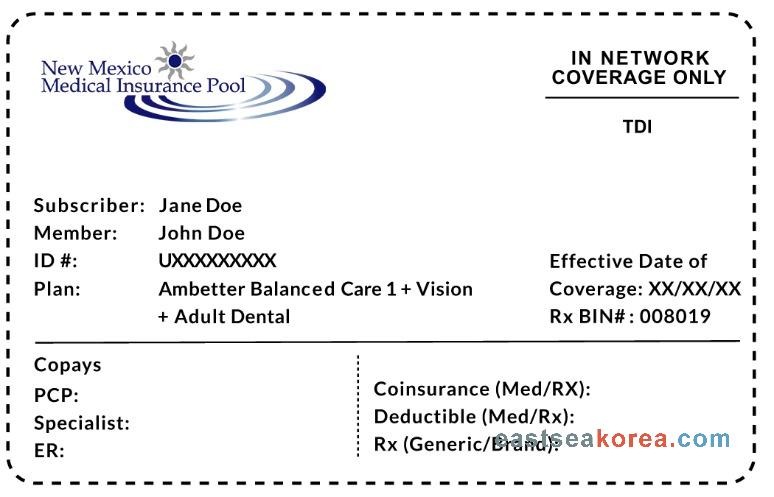 New Mexico
Medical Insurance Pool
IN NETWORK
COVERAGE ONLY
TDI
Subscriber: Jane Doe
Member: John Doe
ID #: UXXXXXXXXX
Plan: Ambetter Balanced Care 1 + Vision
+ Adult Dental
Effective Date of
Coverage: XX/XX/XX
Rx BIN# : 008019
Copays
PCP:
Specialist:
ER:
Coinsurance (Med/RX):
Deductible (Med/Rx):
Rx (Generic/Brand):
eastseakorea.com